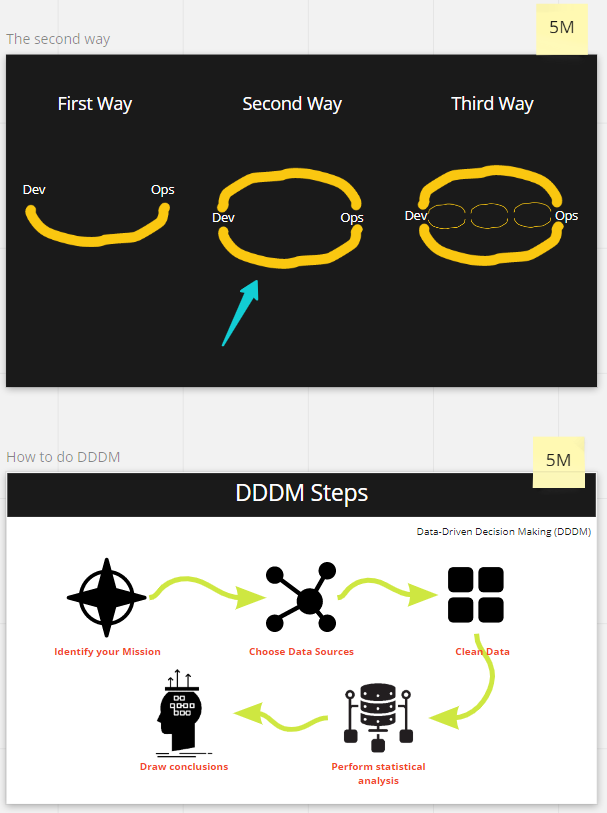 The second way
5M
First Way
Second Way
Third Way
Dev
Ops
Dev
Ops
Dev
Ops
How to do DDDM
5M
DDDM Steps
Data-Driven Decision Making (DDDM)
Identify your Mission
Choose Data Sources
Clean Data
Draw conclusions
Perform statistical
analysis